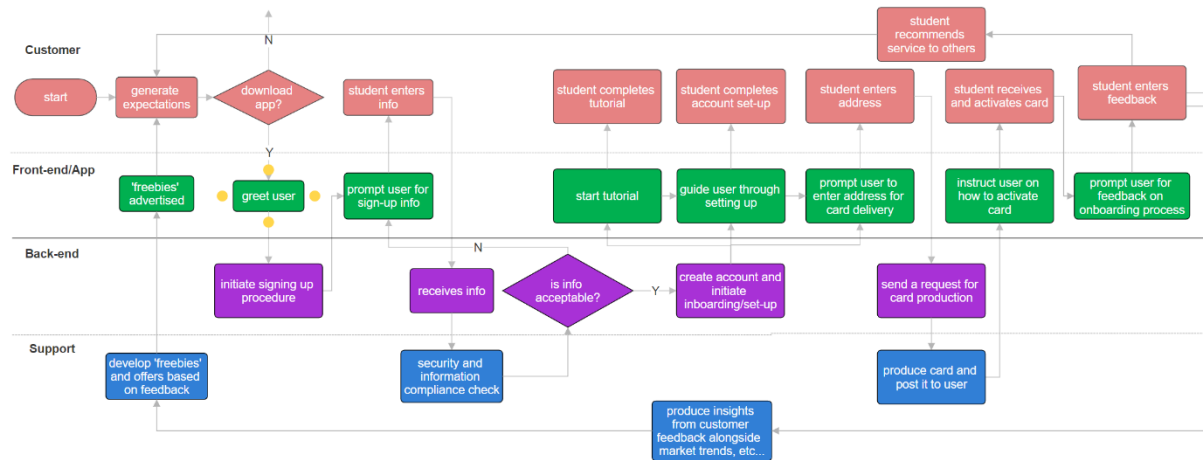 Customer
start
generate
expectations
N
download
app?
Y
student enters
info
student completes
tutorial
student completes
account set-up
student enters
address
student
recommends
service to others
student receives
and activates card
student enters
feedback
Front-end/App
'freebies'
advertised
greet user
prompt user for
sign-up info
start tutorial
guide user through
setting up
prompt user to
enter address for
card delivery
instruct user on
how to activate
card
prompt user for
feedback on
onboarding process
Back-end
initiate signing up
procedure
receives info
N
is info
acceptable?
Y
create account and
initiate
inboarding/set-up
send a request for
card production
Support
develop 'freebies'
and offers based
on feedback
security and
information
compliance check
produce card and
post it to user
produce insights
from customer
feedback alongside
market trends, etc...